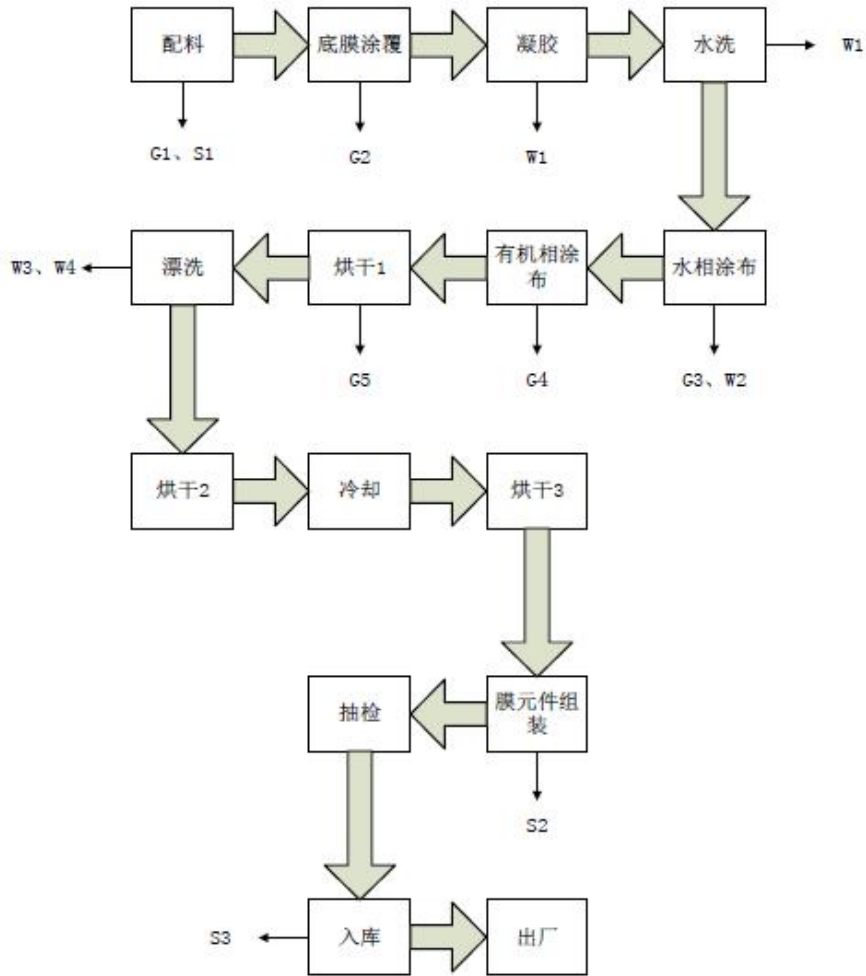 配料
底膜涂覆
凝胶
水洗
W1
G1、S1
G2
W1
W3、W4
漂洗
烘干1
有机相涂
布
水相涂布
G5
G4
G3、W2
烘干2
冷却
烘干3
抽检
膜元件组
装
S2
S3
入库
出厂